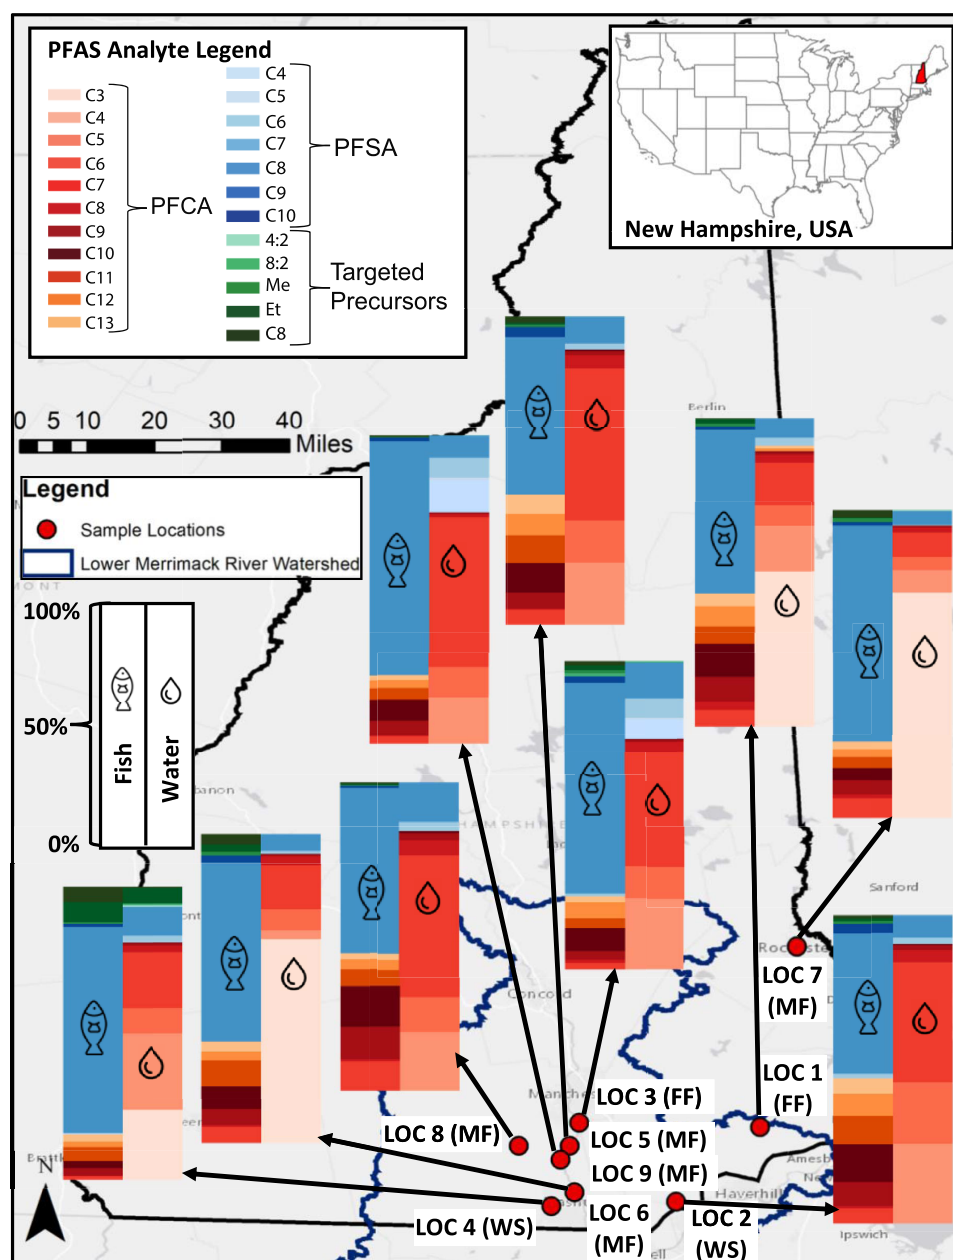 PFAS Analyte Legend
C3
C4
C5
C6
C7
C8
C9
C10
C11
C12
C13
PFCA
C4
C5
C6
C7
C8
C9
C10
PFSA
4:2
8:2
Me
Et
C8
Targeted
Precursors
New Hampshire, USA
0 5 10 20 30 40
Miles
Legend
Sample Locations
Lower Merrimack River Watershed
100%
50%
0%
Fish
Water
Berlin
MONT
HAMPSHIRE
Sanford
Concord
LOC 7
(MF)
LOC 1
(FF)
LOC 3 (FF)
LOC 8 (MF)
LOC 5 (MF)
LOC 9 (MF)
LOC 6
(MF)
LOC 4 (WS)
LOC 2
(WS)
Haverhill
Ipswich
N